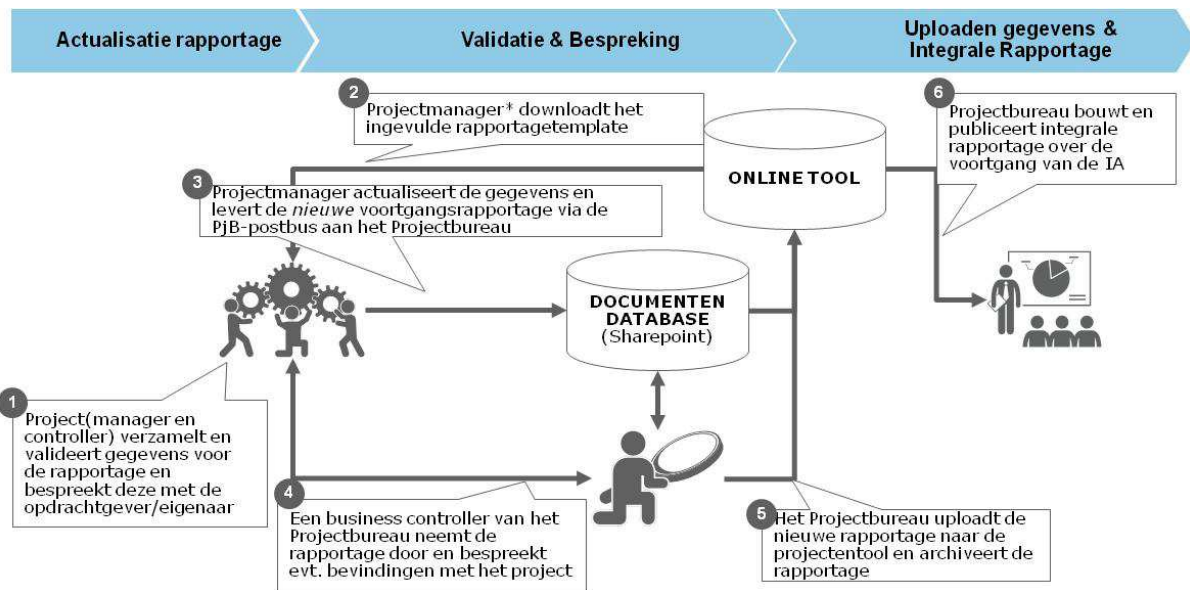 Actualisatie rapportage
Validatie & Bespreking
Uploaden gegevens &
Integrale Rapportage
2
Projectmanager* downloadt het
ingevulde rapportagetemplate
6
Projectbureau bouwt en
publiceert integrale
rapportage over de
voortgang van de IA
ONLINE TOOL
3
Projectmanager actualiseert de gegevens en
levert de nieuwe voortgangsrapportage via de
PjB-postbus aan het Projectbureau
DOCUMENTEN
DATABASE
(Sharepoint)
1
Project(manager en
controller) verzamelt en
valideert gegevens voor
de rapportage en
bespreekt deze met de
opdrachtgever/eigenaar
4
Een business controller van het
Projectbureau neemt de
rapportage door en bespreekt
evt. bevindingen met het project
5
Het Projectbureau uploadt de
nieuwe rapportage naar de
projectentool en archiveert de
rapportage